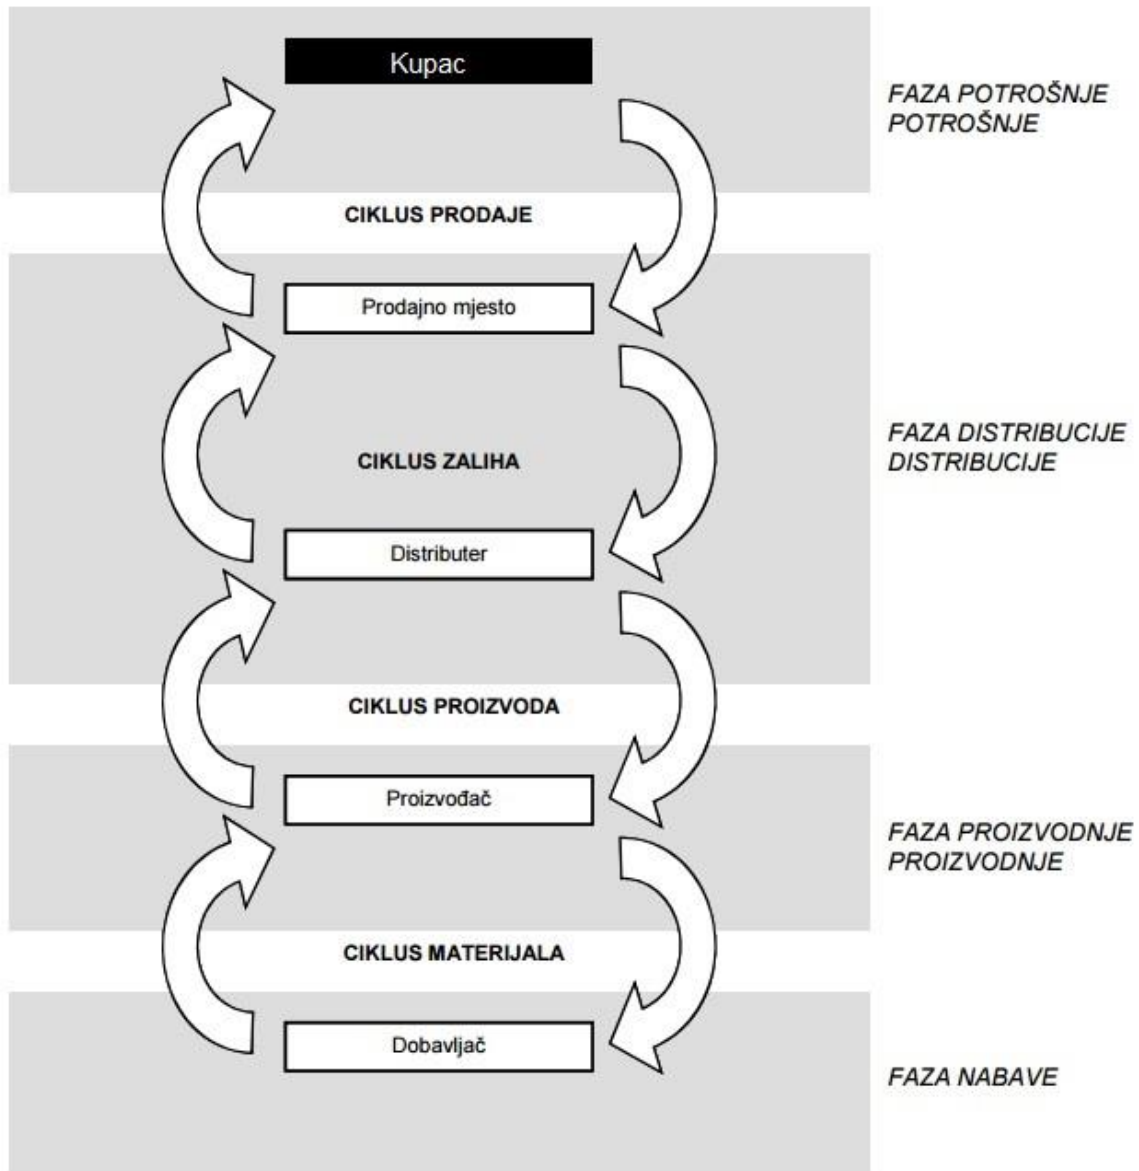 Kupac
FAZA POTROŠNJE
POTROŠNJE
CIKLUS PRODAJE
Prodajno mjesto
FAZA DISTRIBUCIJE
DISTRIBUCIJE
CIKLUS ZALIHA
Distributer
CIKLUS PROIZVODA
Proizvođač
FAZA PROIZVODNJE
PROIZVODNJE
CIKLUS MATERIJALA
Dobavljač
FAZA NABAVE